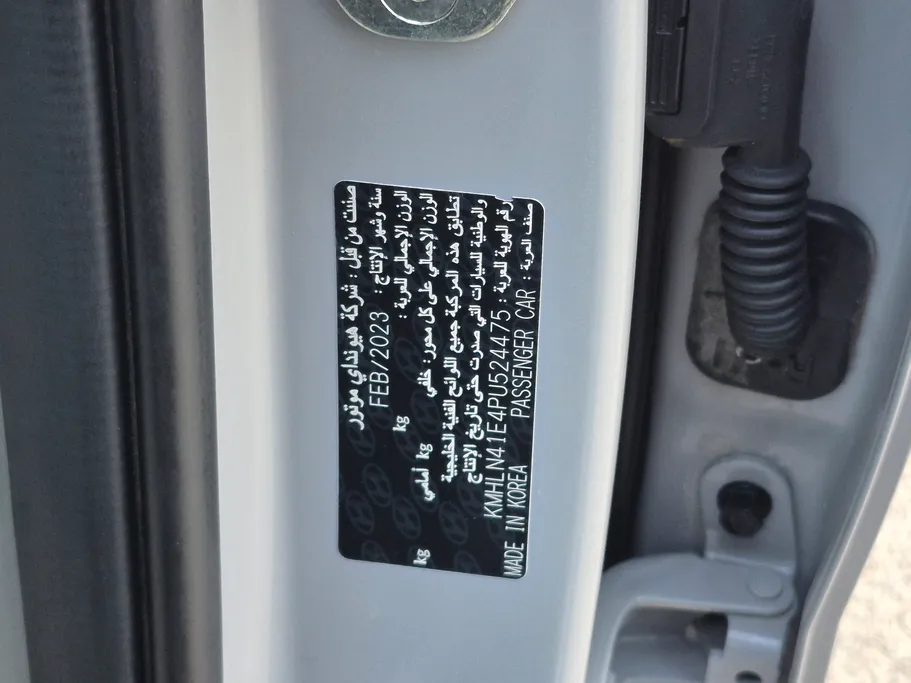 صنعت من قبل : شركة هيونداي موتور
سنة وشهر الإنتاج : FEB/2023
الوزن الإجمالي للعربة : kg
الوزن الإجمالي على كل محور: خلفي kg أمامي kg
تطابق هذه المركبة جميع اللوائح الفنية الخليجية
والوطنية للسيارات التي صدرت حتى تاريخ الإنتاج
رقم الهوية للعربة : KMHLN41E4PU524475
صنف العربة : PASSENGER CAR MADE IN KOREA